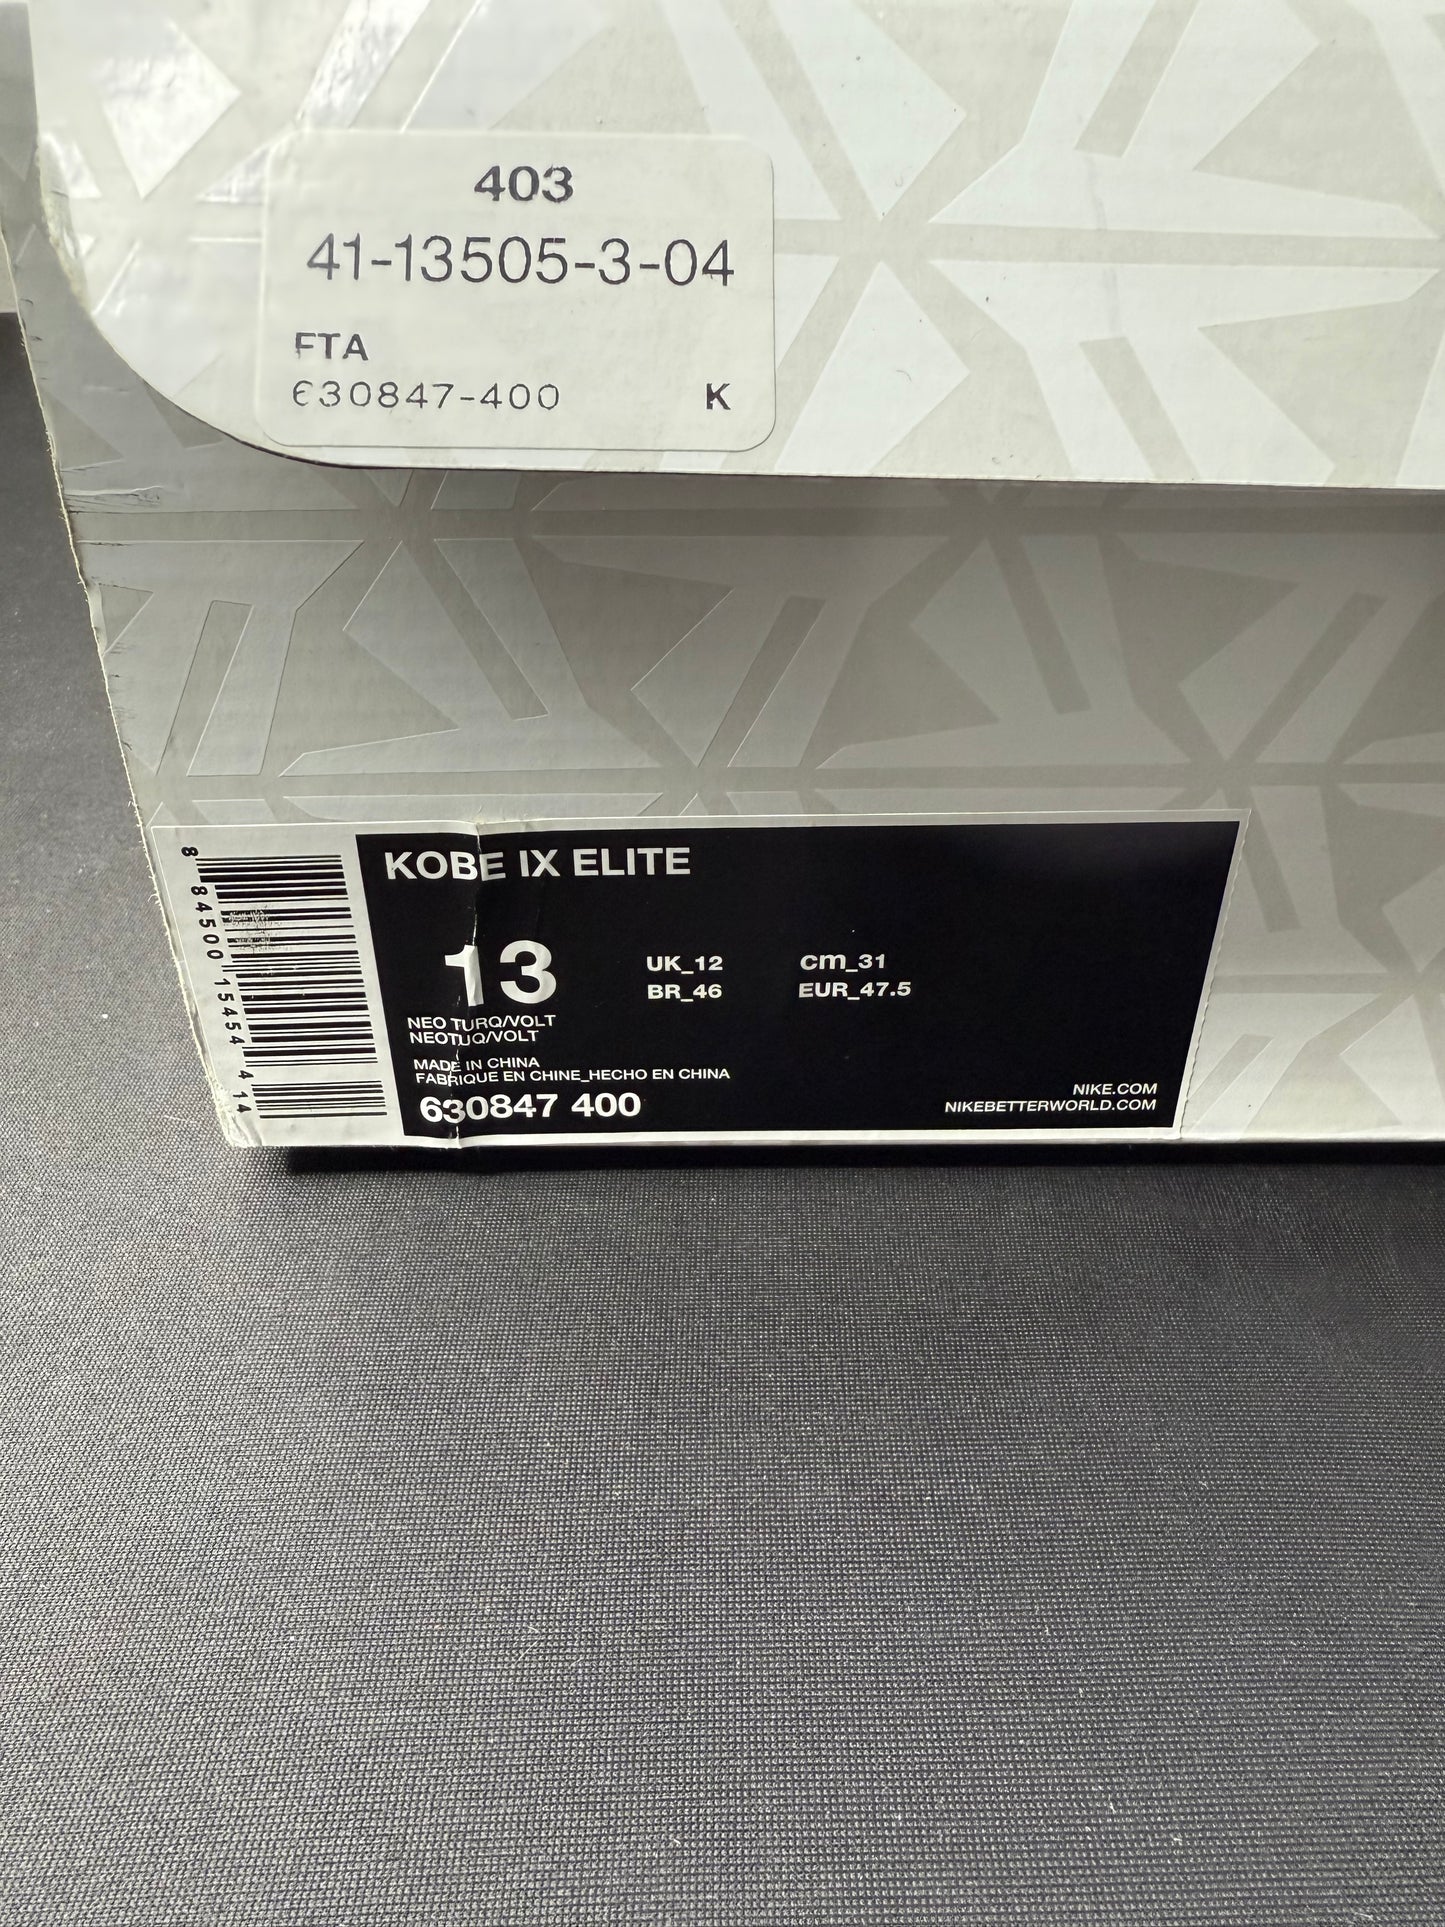 403
41-13505-3-04
FTA
630847-400 K
KOBE IX ELITE
13
UK_12 cm_31
BR_46 EUR_47.5
NEO TURQ/VOLT
NEOTUQ/VOLT
MADE IN CHINA
FABRIQUE EN CHINE_HECHO EN CHINA
630847 400
NIKE.COM
NIKEBETTERWORLD.COM
8 84500 15454 4 14